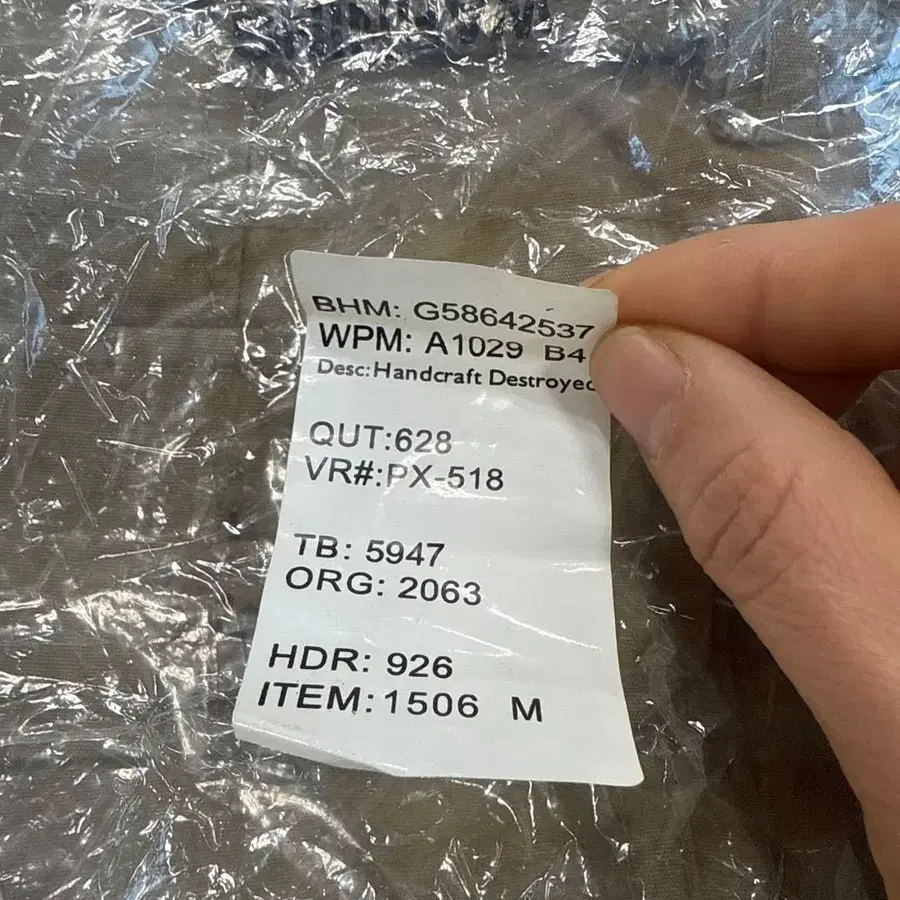 BHM: G58642537
WPM: A1029 B4
Desc:Handcraft Destroyed
QUT:628
VR#:PX-518
TB: 5947
ORG: 2063
HDR: 926
ITEM:1506 M